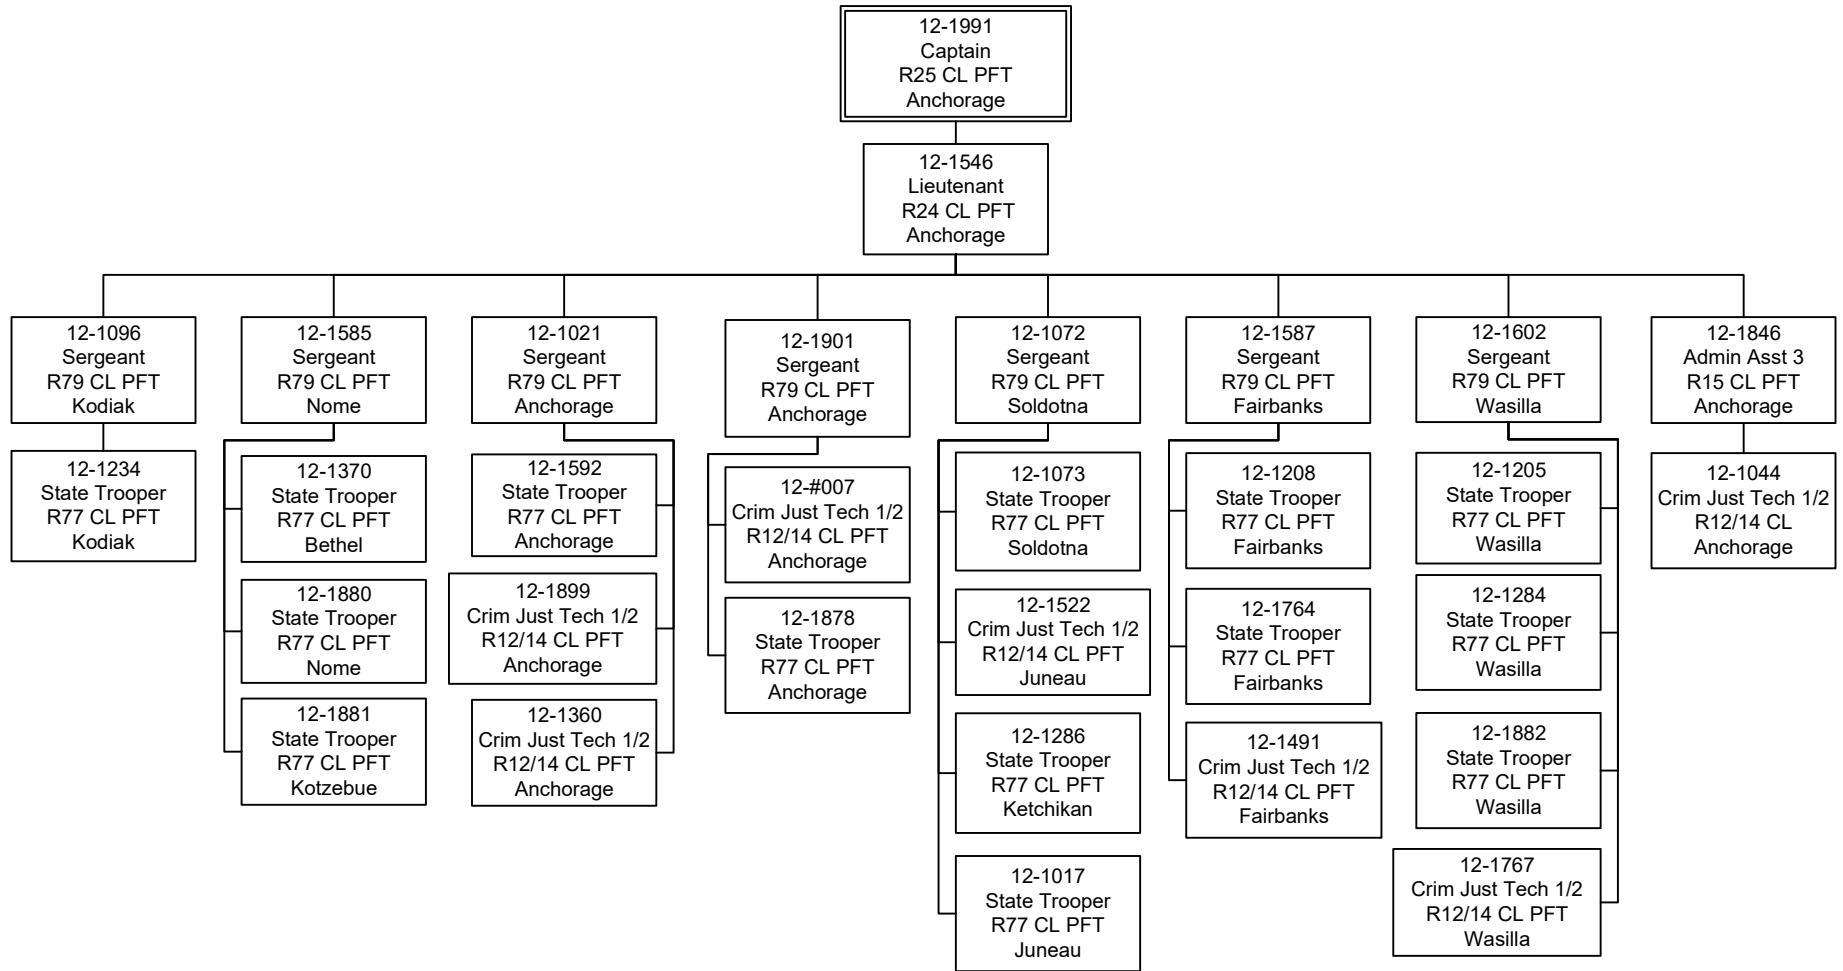 12-1991
Captain
R25 CL PFT
Anchorage
12-1546
Lieutenant
R24 CL PFT
Anchorage
12-1096
Sergeant
R79 CL PFT
Kodiak
12-1585
Sergeant
R79 CL PFT
Nome
12-1021
Sergeant
R79 CL PFT
Anchorage
12-1901
Sergeant
R79 CL PFT
Anchorage
12-1072
Sergeant
R79 CL PFT
Soldotna
12-1587
Sergeant
R79 CL PFT
Fairbanks
12-1602
Sergeant
R79 CL PFT
Wasilla
12-1846
Admin Asst 3
R15 CL PFT
Anchorage
12-1234
State Trooper
R77 CL PFT
Kodiak
12-1370
State Trooper
R77 CL PFT
Bethel
12-1880
State Trooper
R77 CL PFT
Nome
12-1881
State Trooper
R77 CL PFT
Kotzebue
12-1592
State Trooper
R77 CL PFT
Anchorage
12-1899
Crim Just Tech 1/2
R12/14 CL PFT
Anchorage
12-1360
Crim Just Tech 1/2
R12/14 CL PFT
Anchorage
12-#007
Crim Just Tech 1/2
R12/14 CL PFT
Anchorage
12-1878
State Trooper
R77 CL PFT
Anchorage
12-1073
State Trooper
R77 CL PFT
Soldotna
12-1522
Crim Just Tech 1/2
R12/14 CL PFT
Juneau
12-1286
State Trooper
R77 CL PFT
Ketchikan
12-1017
State Trooper
R77 CL PFT
Juneau
12-1208
State Trooper
R77 CL PFT
Fairbanks
12-1764
State Trooper
R77 CL PFT
Fairbanks
12-1491
Crim Just Tech 1/2
R12/14 CL PFT
Fairbanks
12-1205
State Trooper
R77 CL PFT
Wasilla
12-1284
State Trooper
R77 CL PFT
Wasilla
12-1882
State Trooper
R77 CL PFT
Wasilla
12-1767
Crim Just Tech 1/2
R12/14 CL PFT
Wasilla
12-1044
Crim Just Tech 1/2
R12/14 CL
Anchorage